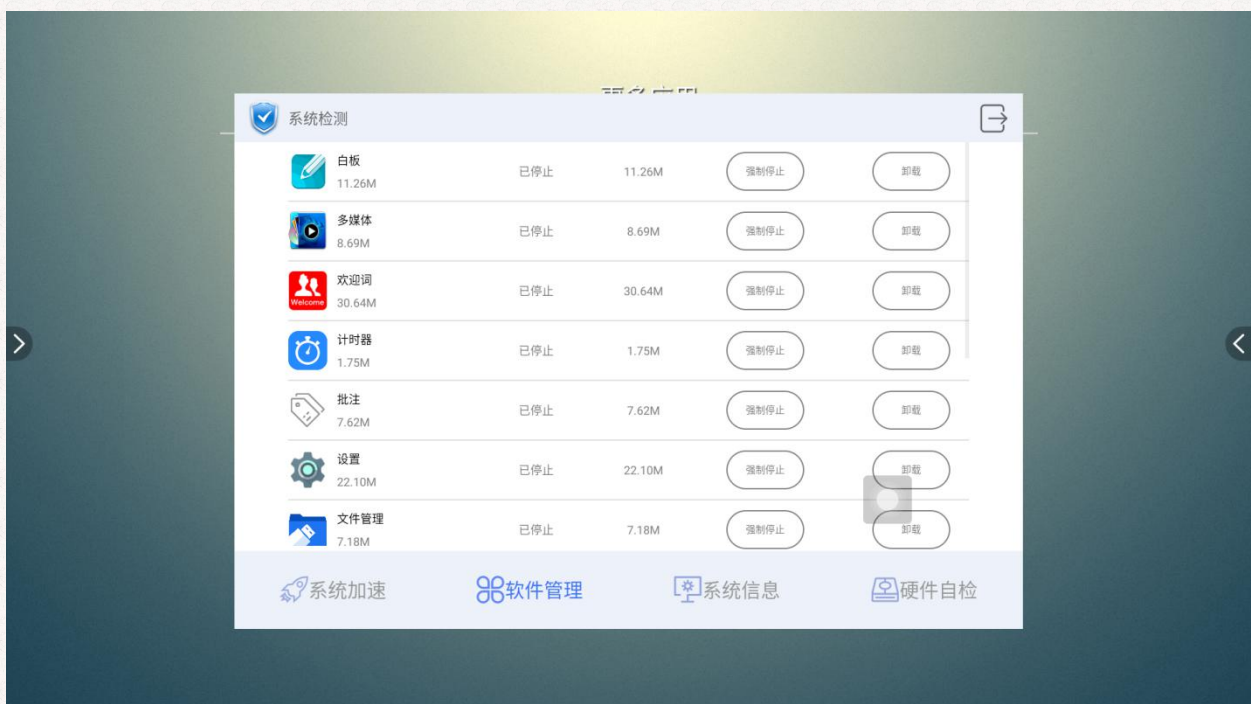 更多应用
系统检测
白板
11.26M
已停止 11.26M 强制停止 卸载
多媒体
8.69M
已停止 8.69M 强制停止 卸载
Welcome
欢迎词
30.64M
已停止 30.64M 强制停止 卸载
计时器
1.75M
已停止 1.75M 强制停止 卸载
批注
7.62M
已停止 7.62M 强制停止 卸载
设置
22.10M
已停止 22.10M 强制停止 卸载
文件管理
7.18M
已停止 7.18M 强制停止 卸载
系统加速 软件管理 系统信息 硬件自检